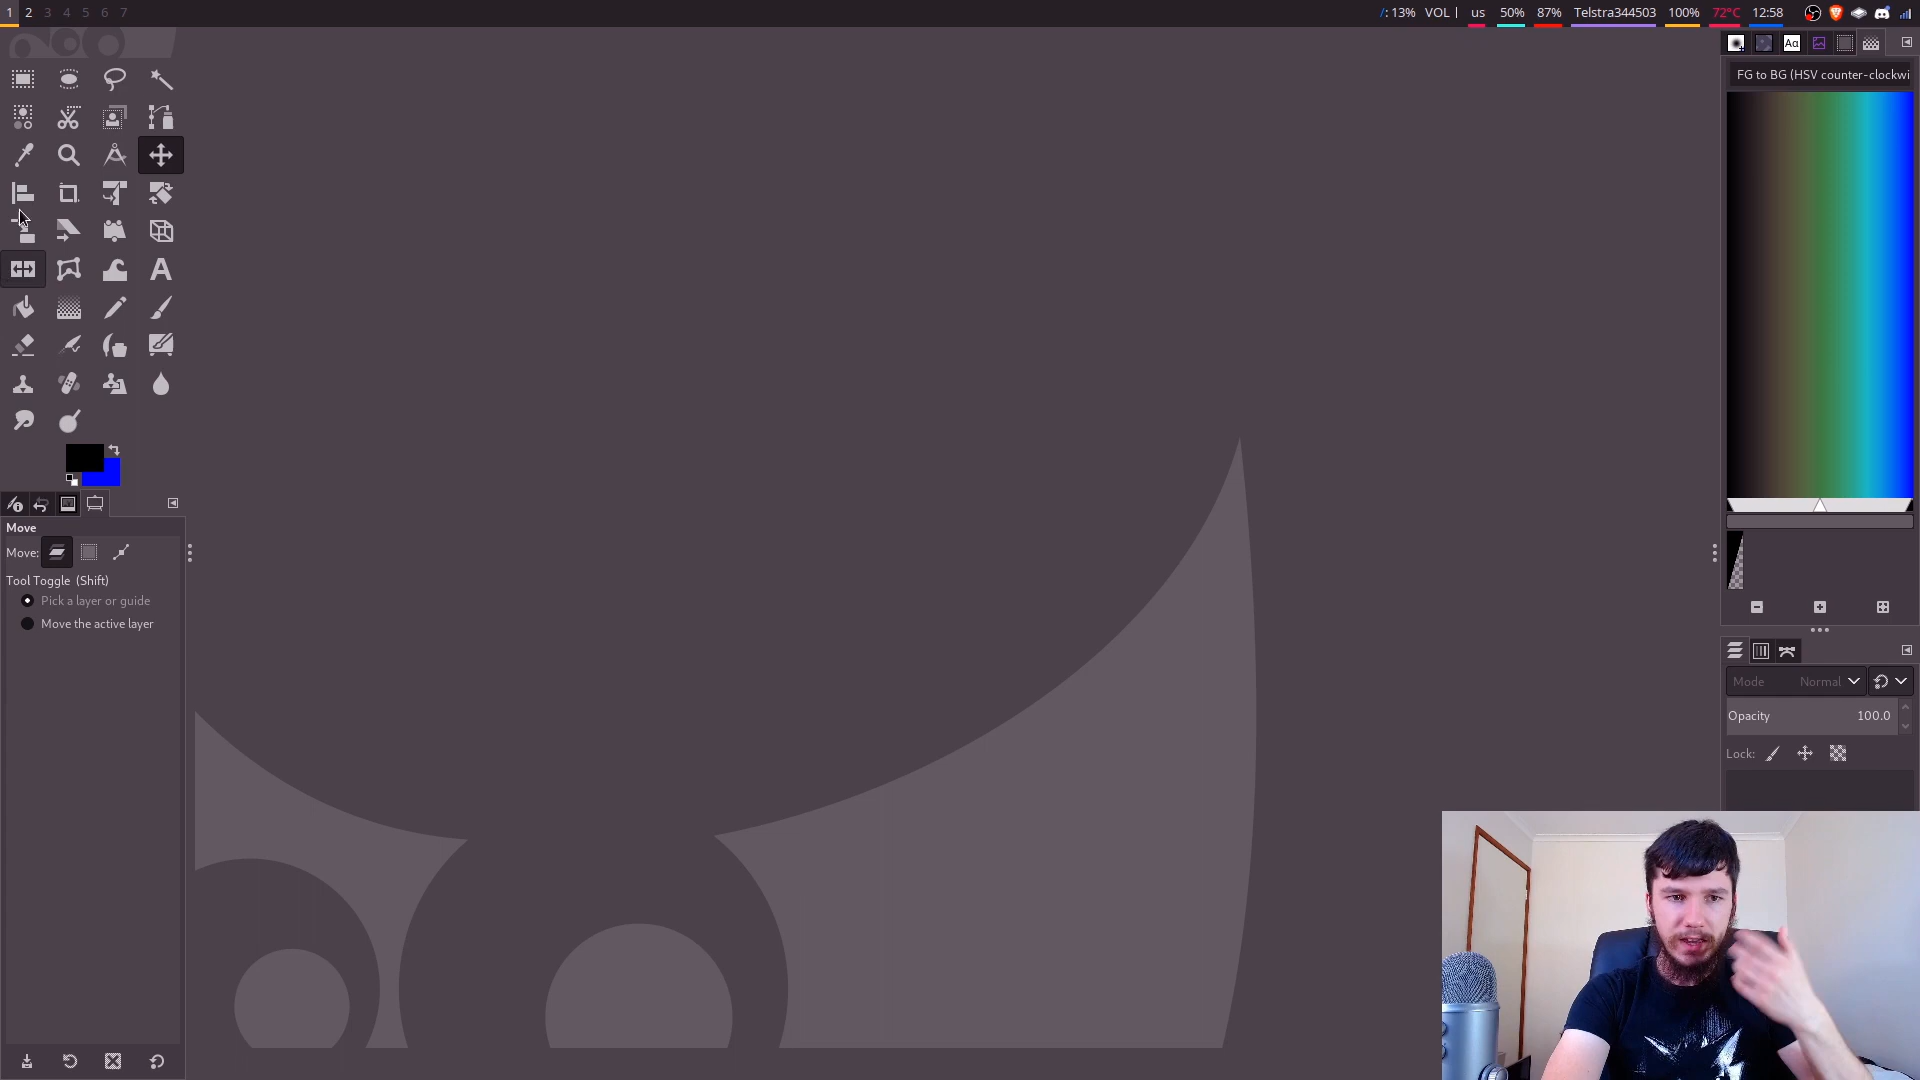 1 2 3 4 5 6 7
/: 13% VOL | us 50% 87% Telstra344503 100% 72°C 12:58
Aa
FG to BG (HSV counter-clockwi
A
Move
Move:
Tool Toggle (Shift)
Pick a layer or guide
Move the active layer
Mode Normal
Opacity 100.0
Lock: